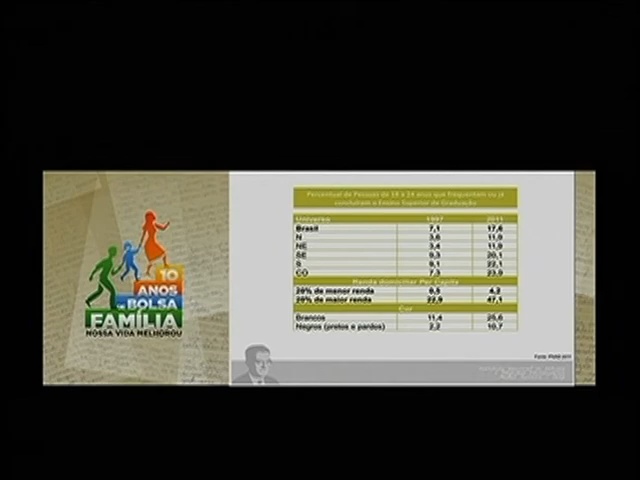 10
ANOS
DE BOLSA
FAMÍLIA
NOSSA VIDA MELHOROU
Percentual de Pessoas de 18 a 24 anos que frequentam ou já
concluíram o Ensino Superior de Graduação
Universo 1997 2011
Brasil 7,1 17,6
N 3,6 11,9
NE 3,4 11,9
SE 9,3 20,1
S 9,1 22,1
CO 7,3 23,9
Renda domiciliar Per Capita
20% de menor renda 0,5 4,2
20% de maior renda 22,9 47,1
Cor
Brancos 11,4 25,6
Negros (pretos e pardos) 2,2 10,7
Fonte: PNAD 2011